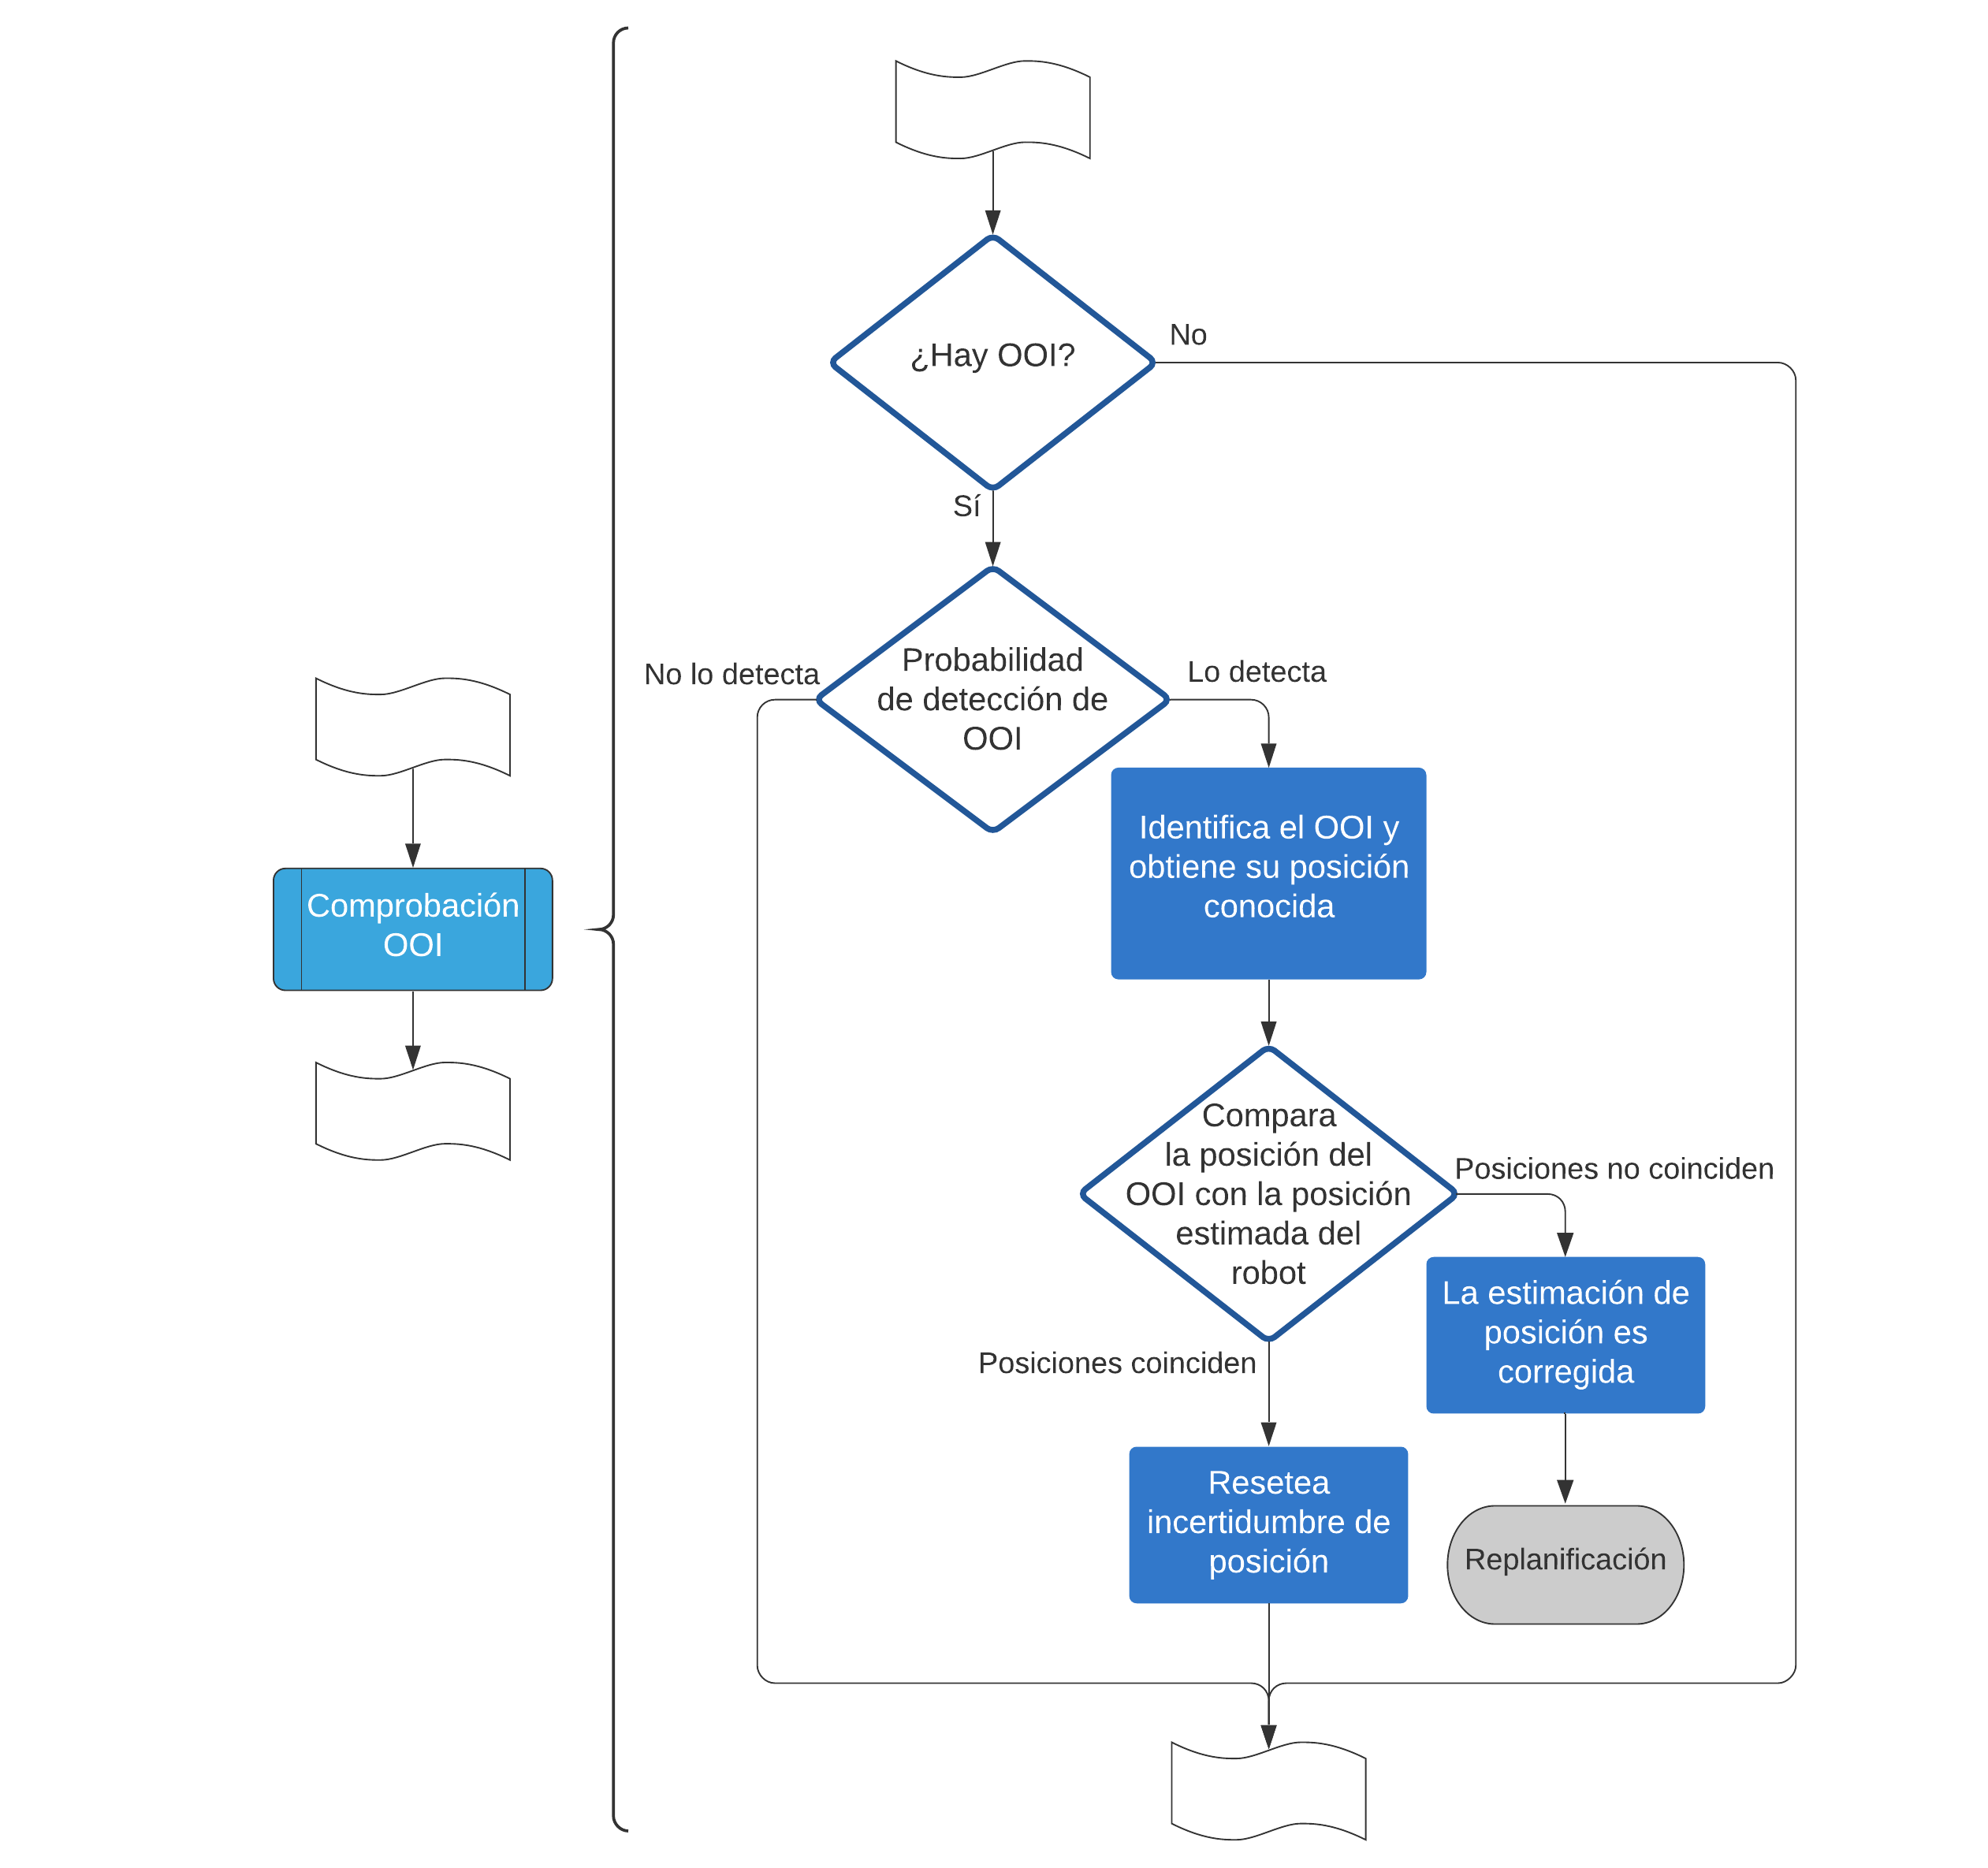 Comprobación
OOI
¿Hay OOI?
No
Sí
Probabilidad
de detección de
OOI
No lo detecta
Lo detecta
Identifica el OOI y
obtiene su posición
conocida
Compara
la posición del
OOI con la posición
estimada del
robot
Posiciones no coinciden
Posiciones coinciden
La estimación de
posición es
corregida
Resetea
incertidumbre de
posición
Replanificación